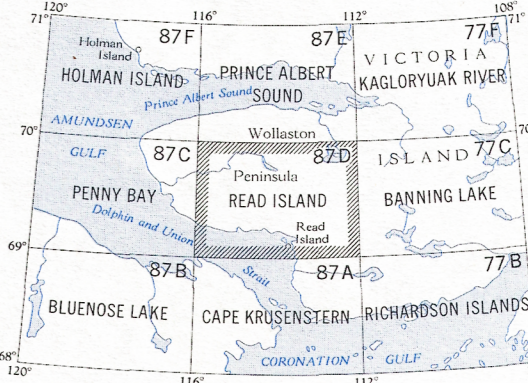 120° 116° 112° 108°
71° 71°
87F 87E 77F
Holman
Island
VICTORIA
HOLMAN ISLAND
PRINCE ALBERT
SOUND
KAGLORYUAK RIVER
Prince Albert Sound
AMUNDSEN
GULF
70° 70°
Wollaston
Peninsula
ISLAND
87C 87D 77C
PENNY BAY
READ ISLAND
BANNING LAKE
Dolphin and Union
Strait
Read
Island
69° 69°
87B 87A 77B
BLUENOSE LAKE
CAPE KRUSENSTERN
RICHARDSON ISLANDS
CORONATION GULF
68°
120° 116° 112°